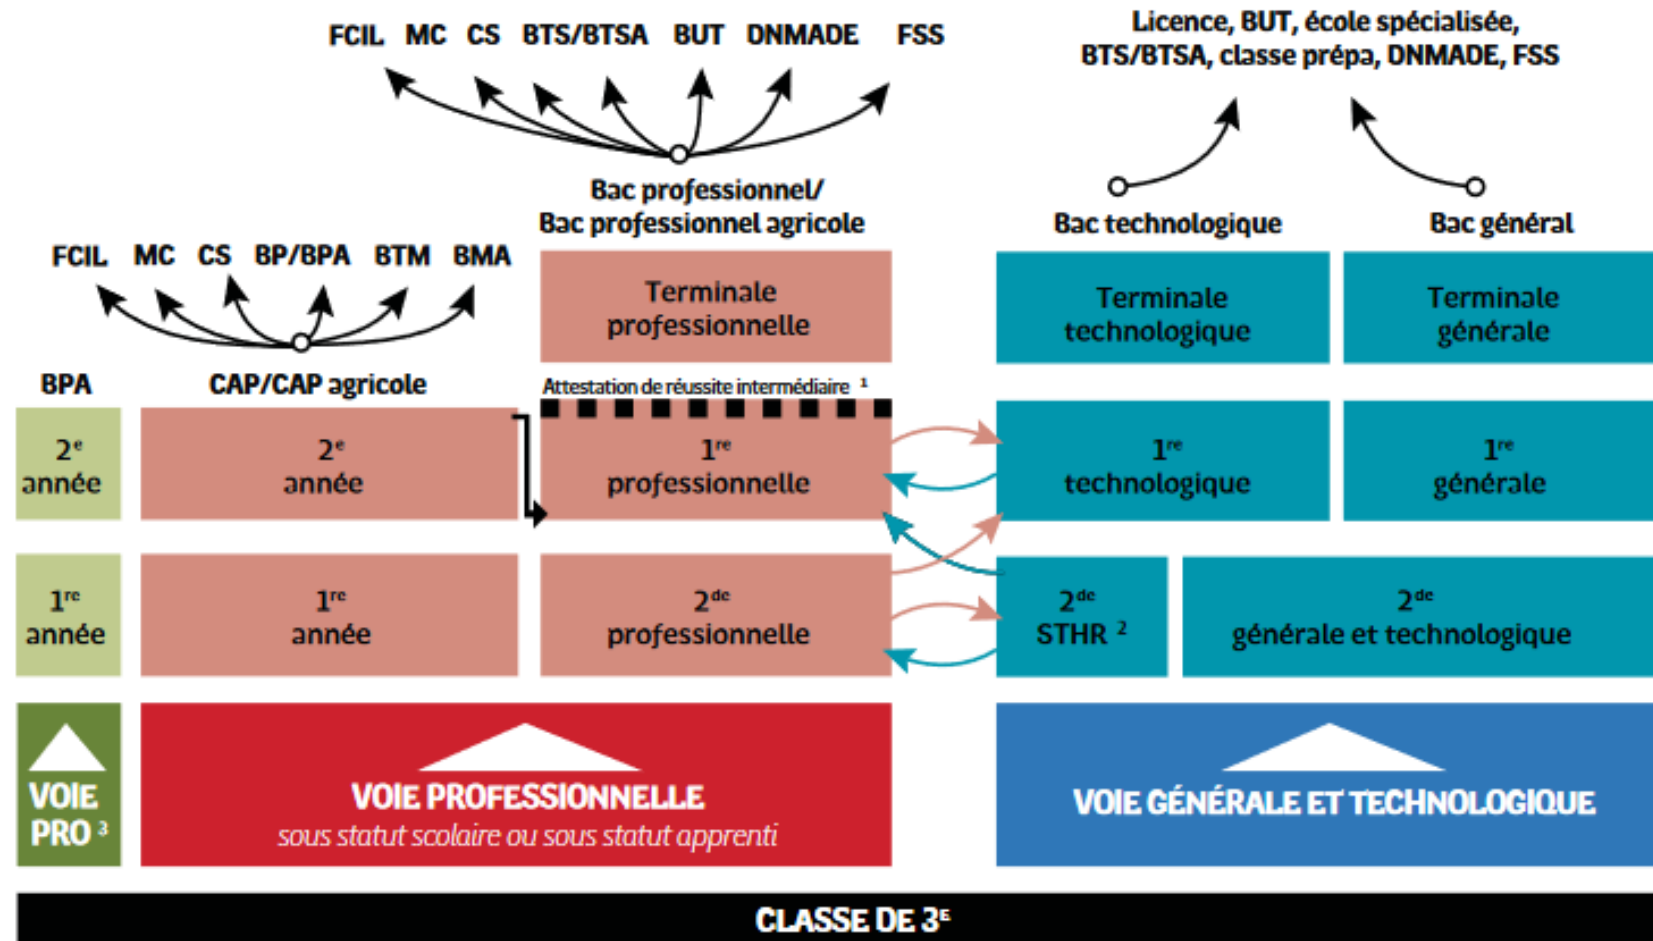 FCIL MC CS BTS/BTSA BUT DNMADE FSS
Licence, BUT, école spécialisée,
BTS/BTSA, classe prépa, DNMADE, FSS
Bac professionnel/
Bac professionnel agricole
Bac technologique
Bac général
FCIL MC CS BP/BPA BTM BMA
Terminale
professionnelle
Terminale
technologique
Terminale
générale
BPA
CAP/CAP agricole
Attestation de réussite intermédiaire ¹
2ᵉ
année
2ᵉ
année
1ʳᵉ
professionnelle
1ʳᵉ
technologique
1ʳᵉ
générale
1ʳᵉ
année
1ʳᵉ
année
2ᵈᵉ
professionnelle
2ᵈᵉ
STHR ²
2ᵈᵉ
générale et technologique
VOIE
PRO ³
VOIE PROFESSIONNELLE
sous statut scolaire ou sous statut apprenti
VOIE GÉNÉRALE ET TECHNOLOGIQUE
CLASSE DE 3ᴱ